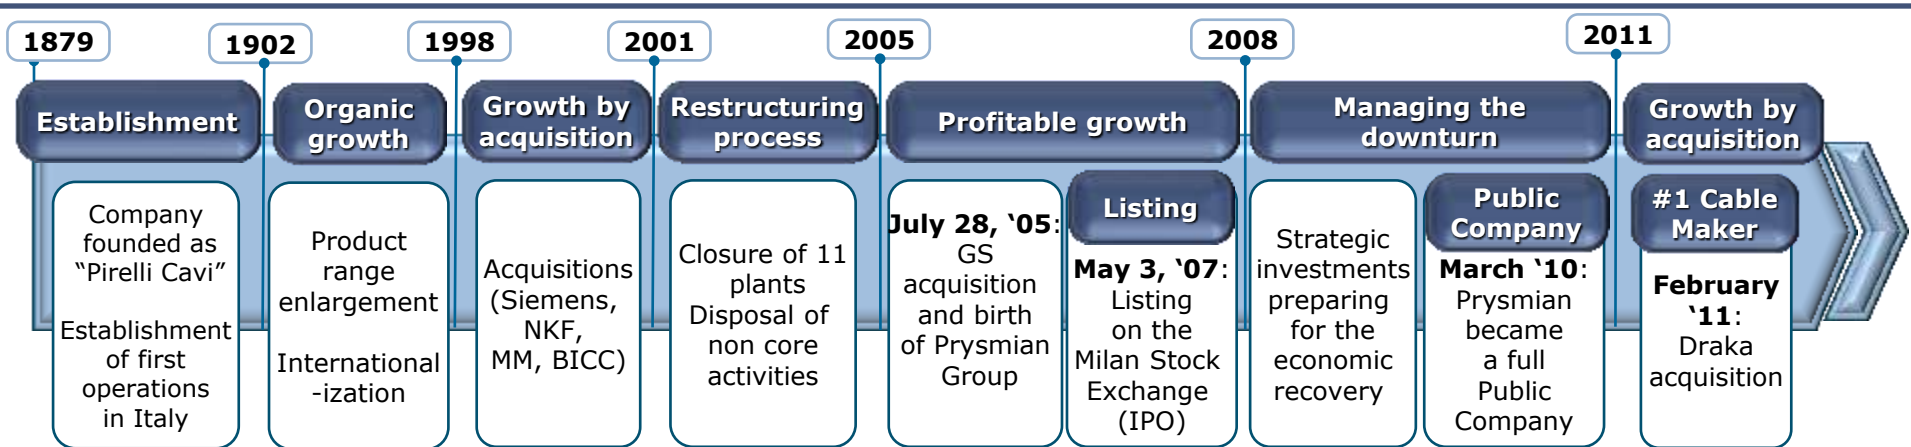 1879
1902
1998
2001
2005
2008
2011
Establishment
Organic
growth
Growth by
acquisition
Restructuring
process
Profitable growth
Managing the
downturn
Growth by
acquisition
Company
founded as
“Pirelli Cavi”
Establishment
of first
operations
in Italy
Product
range
enlargement
International
-ization
Acquisitions
(Siemens,
NKF,
MM, BICC)
Closure of 11
plants
Disposal of
non core
activities
July 28, ‘05:
GS
acquisition
and birth
of Prysmian
Group
Listing
May 3, ‘07:
Listing
on the
Milan Stock
Exchange
(IPO)
Strategic
investments
preparing
for the
economic
recovery
Public
Company
March ‘10:
Prysmian
became
a full
Public
Company
#1 Cable
Maker
February
‘11:
Draka
acquisition